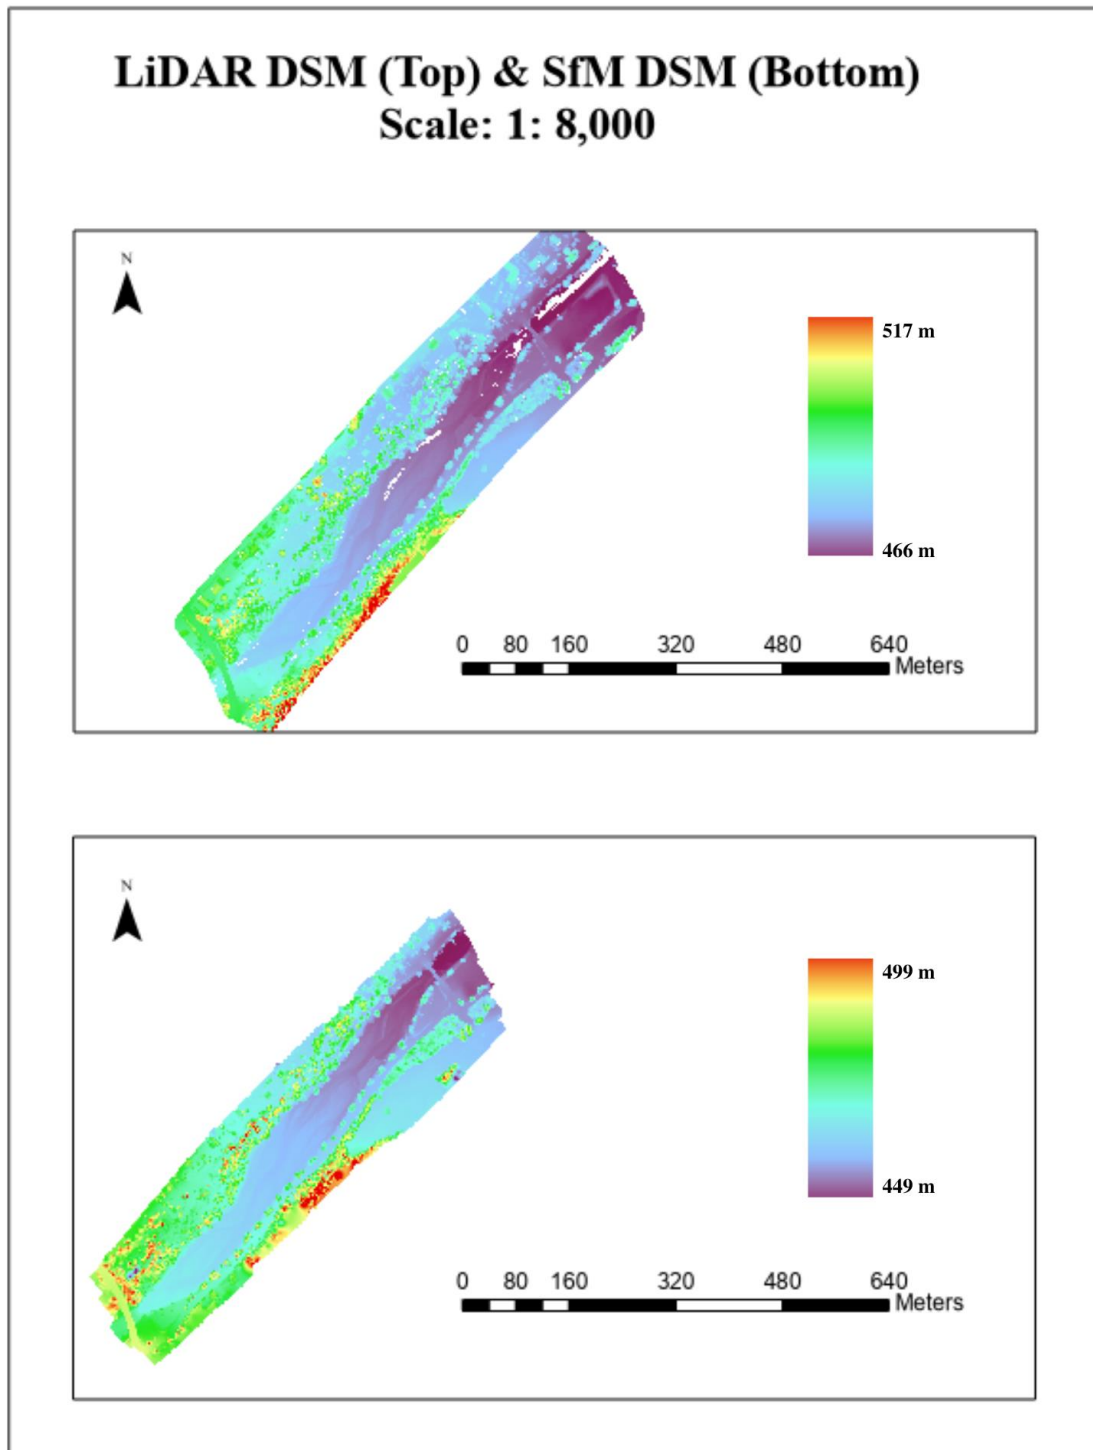 LiDAR DSM (Top) & SfM DSM (Bottom)
Scale: 1: 8,000
N
517 m
466 m
0 80 160 320 480 640
Meters
N
499 m
449 m
0 80 160 320 480 640
Meters